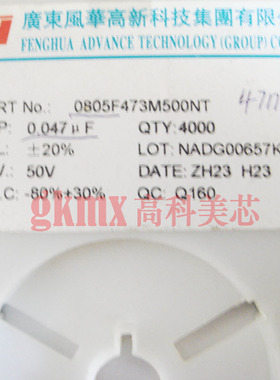 廣東風華高新科技集團有限
FENGHUA ADVANCE TECHNOLOGY(GROUP)CO
RT No.: 0805F473M500NT
P: 0.047μF QTY: 4000
L: ±20% LOT: NADG00657K
V.: 50V DATE: ZH23 H23
.C: -80%+30% QC: Q160
gkmx 高科美芯